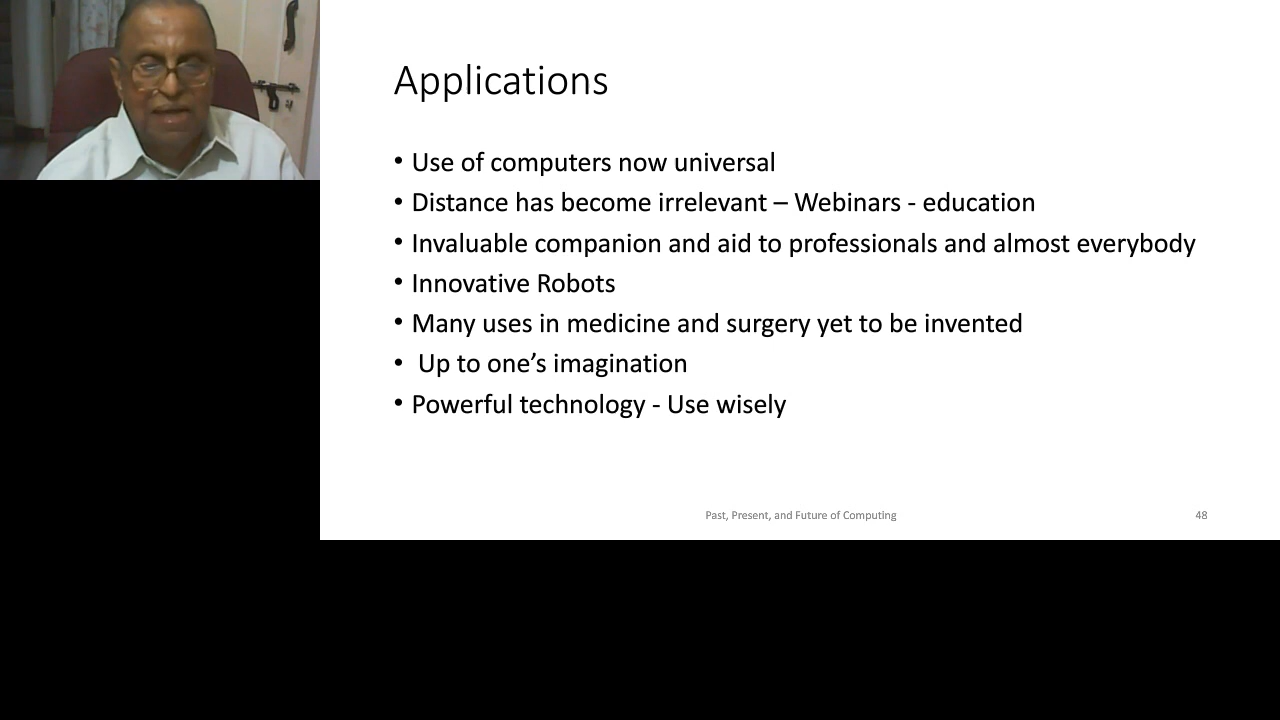 Applications
• Use of computers now universal
• Distance has become irrelevant – Webinars - education
• Invaluable companion and aid to professionals and almost everybody
• Innovative Robots
• Many uses in medicine and surgery yet to be invented
• Up to one’s imagination
• Powerful technology - Use wisely
Past, Present, and Future of Computing
48